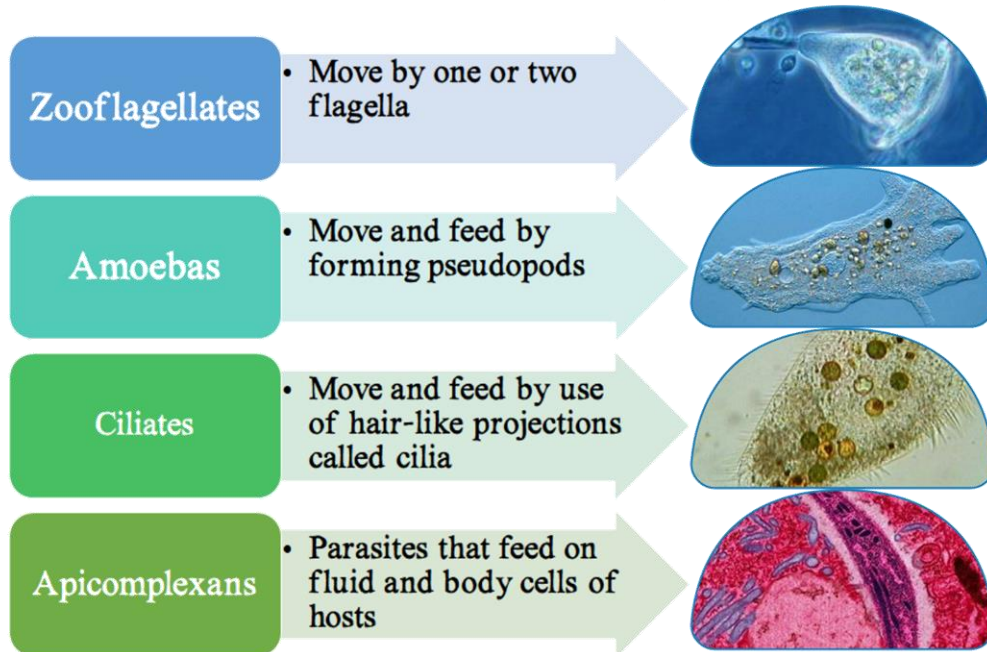 Zooflagellates
• Move by one or two
flagella
Amoebas
• Move and feed by
forming pseudopods
Ciliates
• Move and feed by use
of hair-like projections
called cilia
Apicomplexans
• Parasites that feed on
fluid and body cells of
hosts